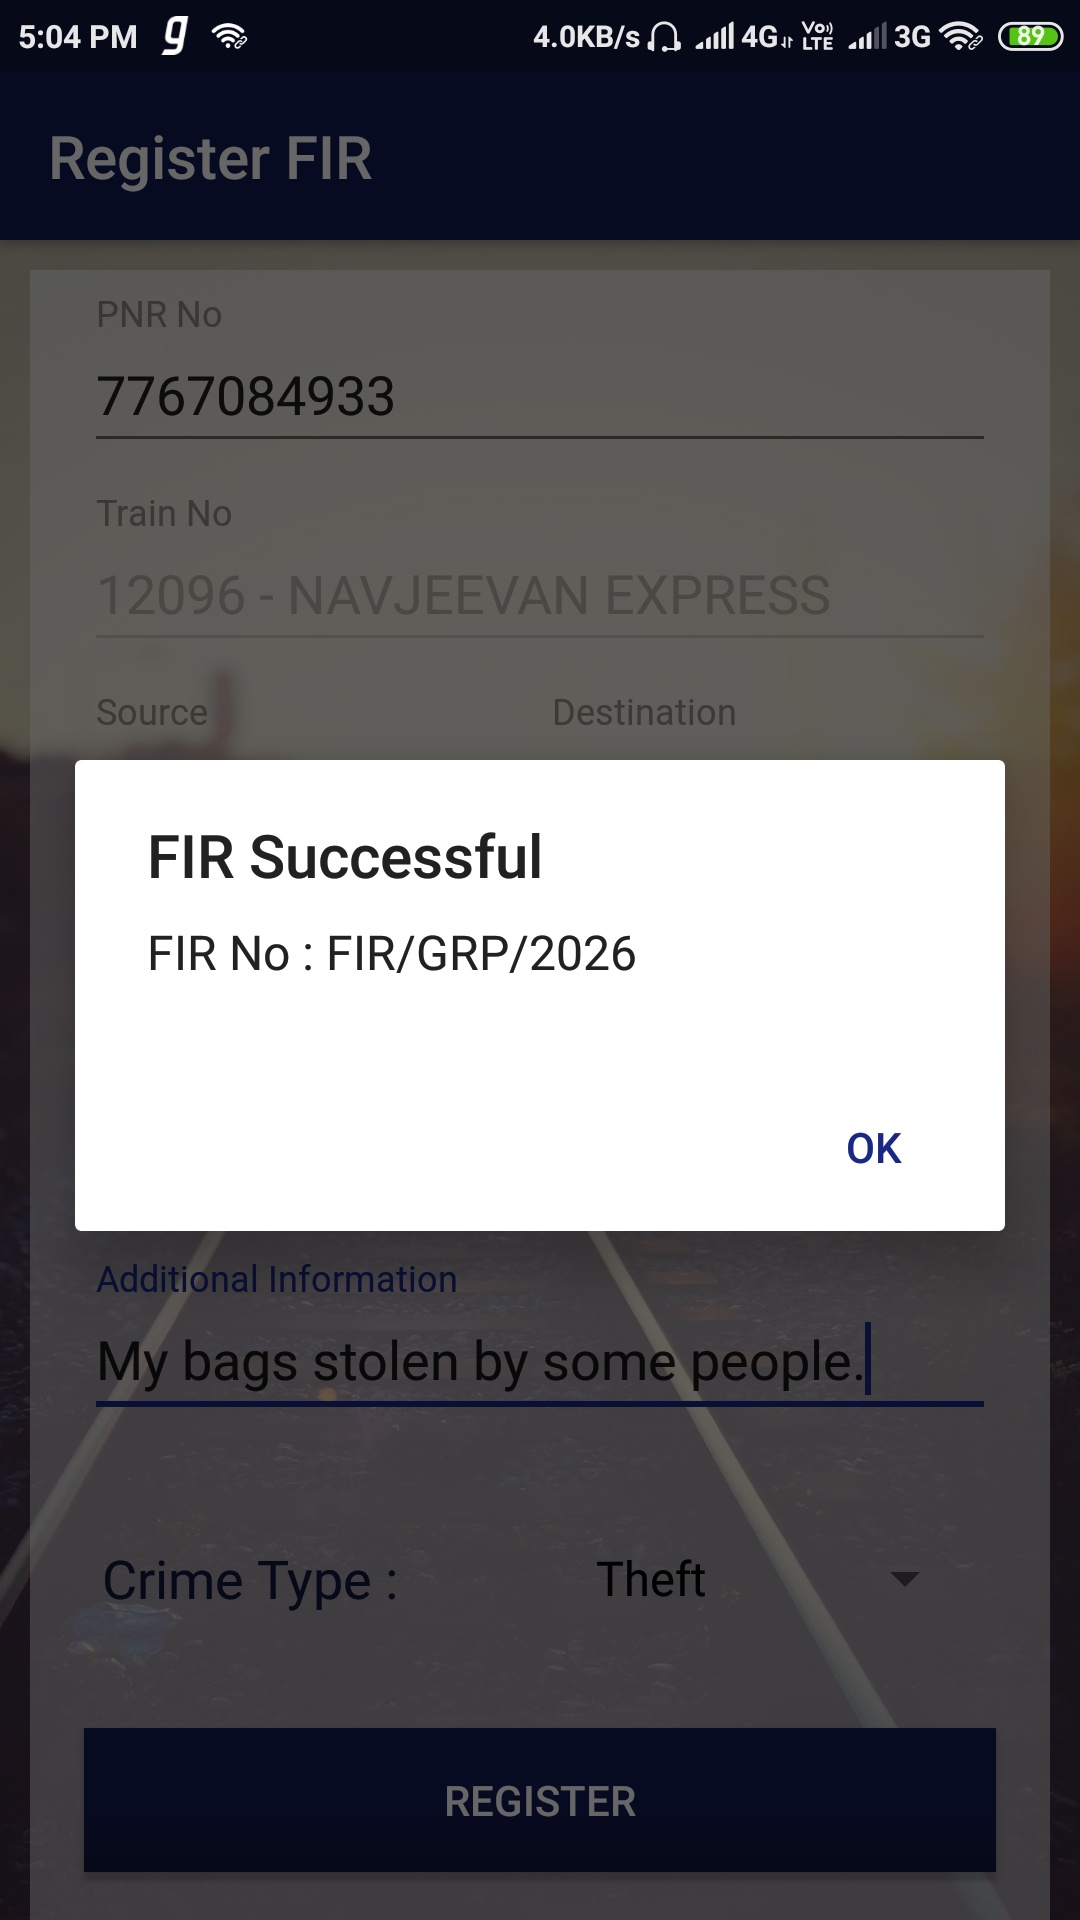 5:04 PM g 4.0KB/s 4G Vo)) LTE 3G 89
Register FIR
PNR No
7767084933
Train No
12096 - NAVJEEVAN EXPRESS
Source Destination
FIR Successful
FIR No : FIR/GRP/2026
OK
Additional Information
My bags stolen by some people.
Crime Type : Theft
REGISTER